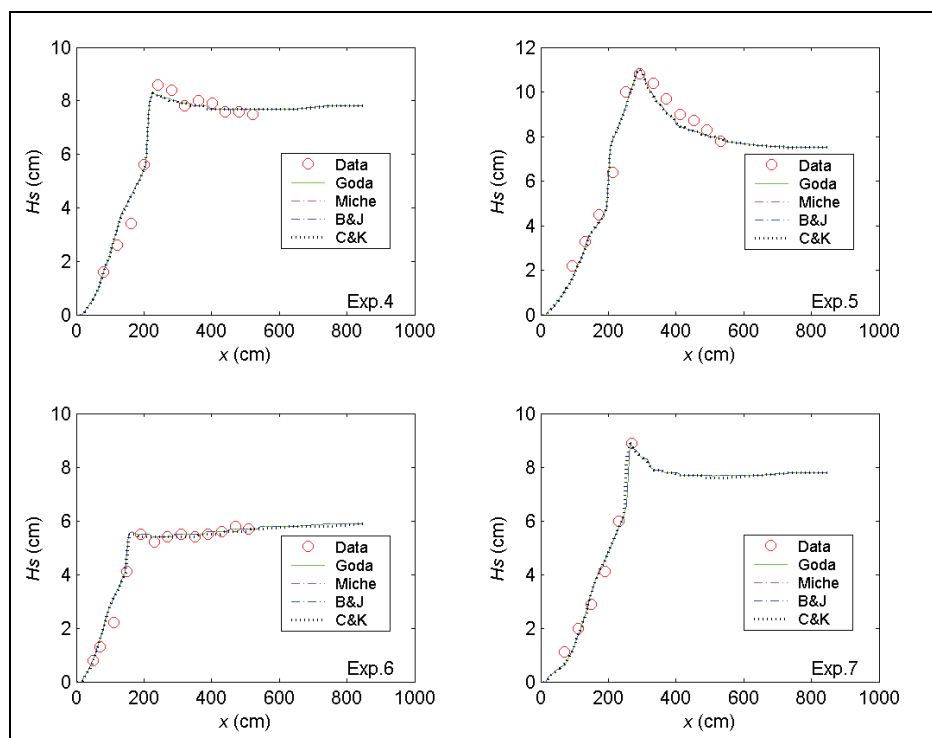 10
8
6
4
2
0
Hs (cm)
0 200 400 600 800 1000
x (cm)
Data
Goda
Miche
B&J
C&K
Exp.4
12
10
8
6
4
2
0
Hs (cm)
0 200 400 600 800 1000
x (cm)
Data
Goda
Miche
B&J
C&K
Exp.5
10
8
6
4
2
0
Hs (cm)
0 200 400 600 800 1000
x (cm)
Data
Goda
Miche
B&J
C&K
Exp.6
10
8
6
4
2
0
Hs (cm)
0 200 400 600 800 1000
x (cm)
Data
Goda
Miche
B&J
C&K
Exp.7